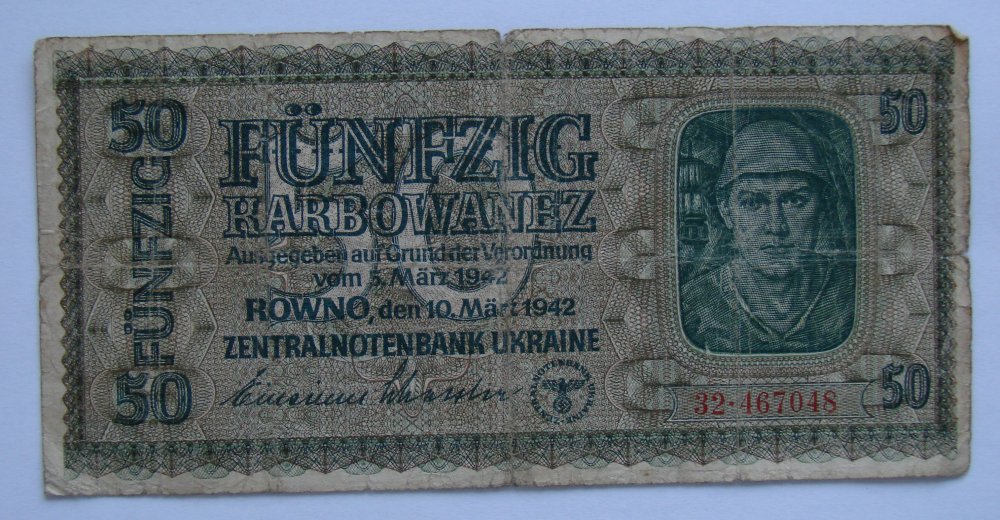 50
FÜNFZIG
50
FÜNFZIG
KARBOWANEZ
Ausgegeben auf Grund der Verordnung
vom 5. März 1942
ROWNO, den 10. März 1942
ZENTRALNOTENBANK UKRAINE
50
32·467048
50